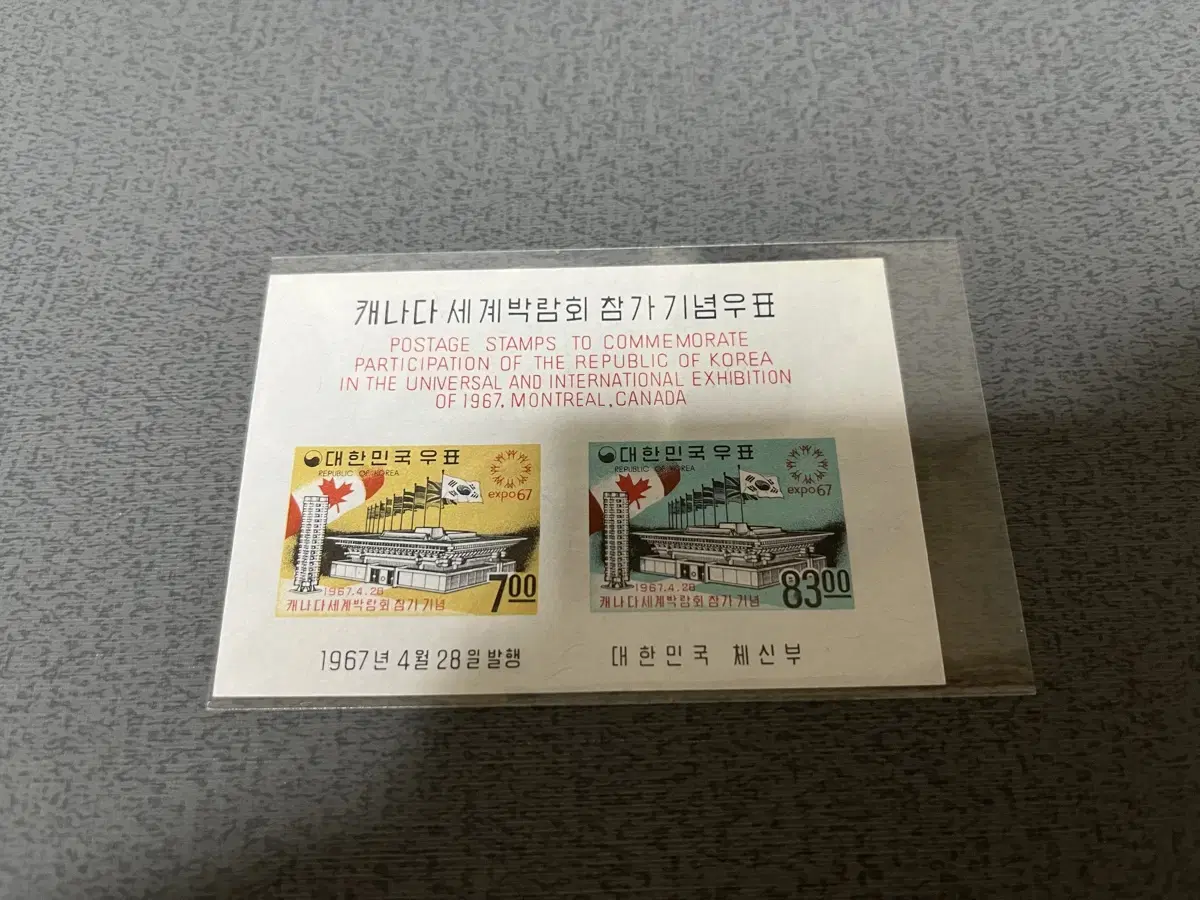 캐나다 세계박람회 참가 기념우표
POSTAGE STAMPS TO COMMEMORATE
PARTICIPATION OF THE REPUBLIC OF KOREA
IN THE UNIVERSAL AND INTERNATIONAL EXHIBITION
OF 1967. MONTREAL, CANADA
대한민국우표
REPUBLIC OF KOREA
expo67
1967.4.28
캐나다세계박람회 참가 기념
7.00
대한민국우표
REPUBLIC OF KOREA
expo67
1967.4.28
캐나다세계박람회 참가 기념
83.00
1967년 4월 28일 발행
대한민국 체신부